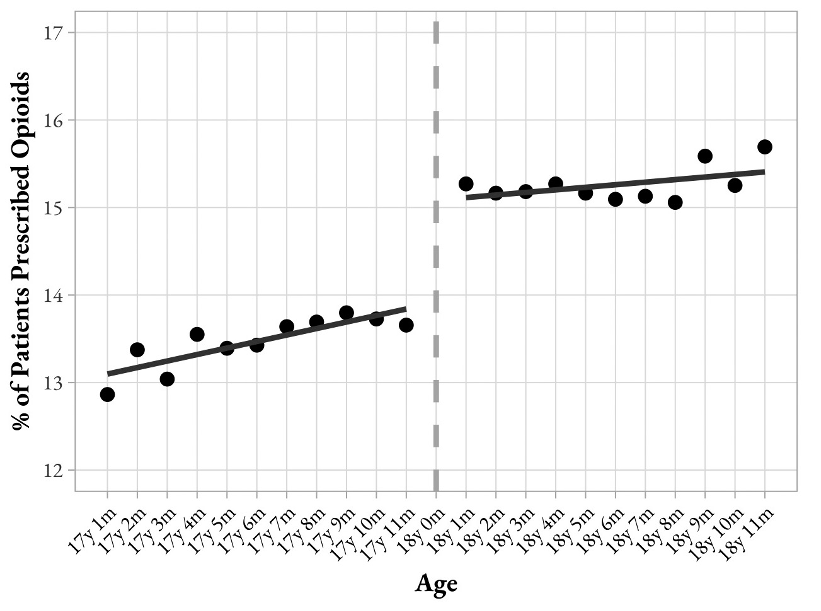 % of Patients Prescribed Opioids
17
16
15
14
13
12
17y 1m
17y 2m
17y 3m
17y 4m
17y 5m
17y 6m
17y 7m
17y 8m
17y 9m
17y 10m
17y 11m
18y 0m
18y 1m
18y 2m
18y 3m
18y 4m
18y 5m
18y 6m
18y 7m
18y 8m
18y 9m
18y 10m
18y 11m
Age